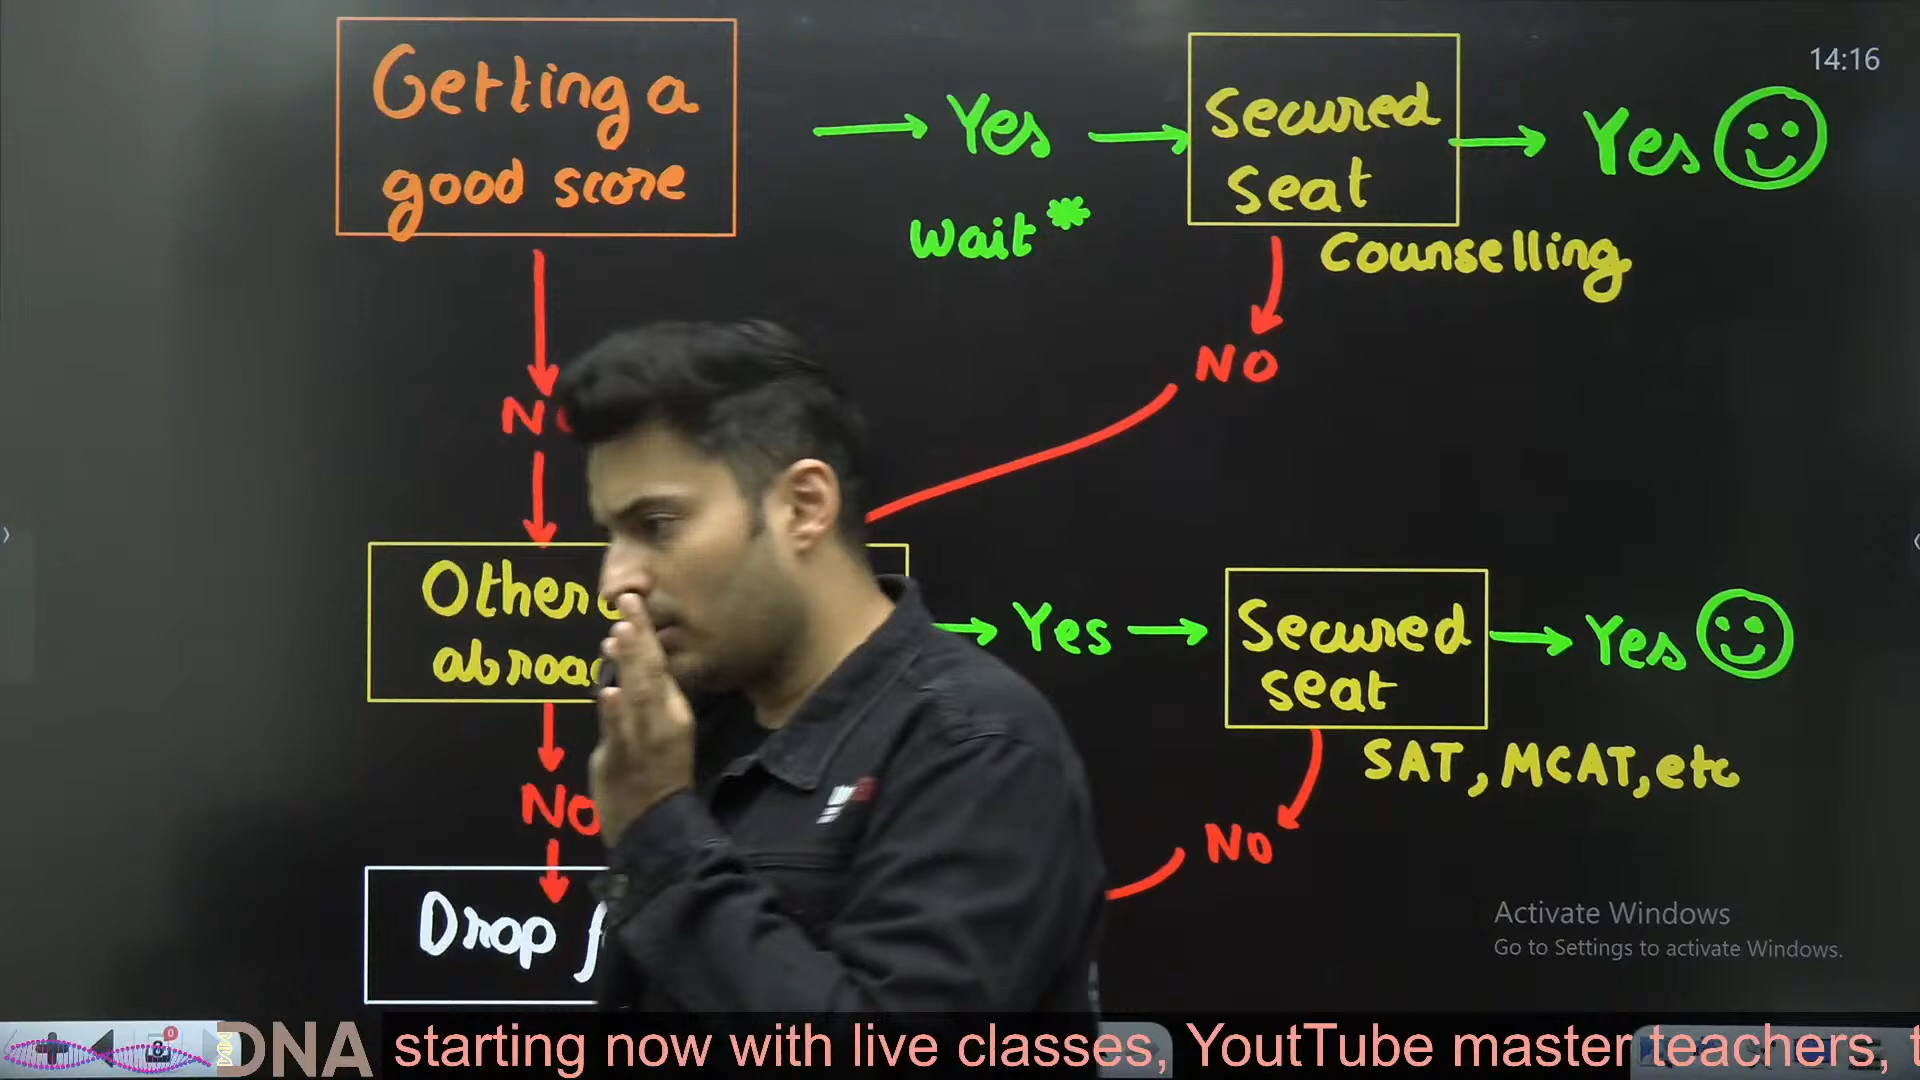 Getting a
good score
Yes
Wait*
Secured
seat
Yes
14:16
Counselling
NO
Other
abroad
Yes
Secured
seat
Yes
SAT, MCAT, etc
NO
NO
Drop
Activate Windows
Go to Settings to activate Windows.
DNA starting now with live classes, YoutTube master teachers,